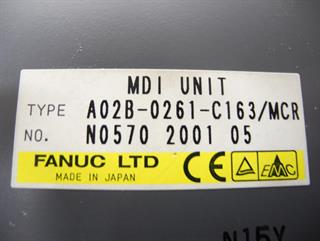 MDI UNIT
TYPE A02B-0261-C163/MCR
NO. N0570 2001 05
FANUC LTD CE EMC
MADE IN JAPAN
N15Y